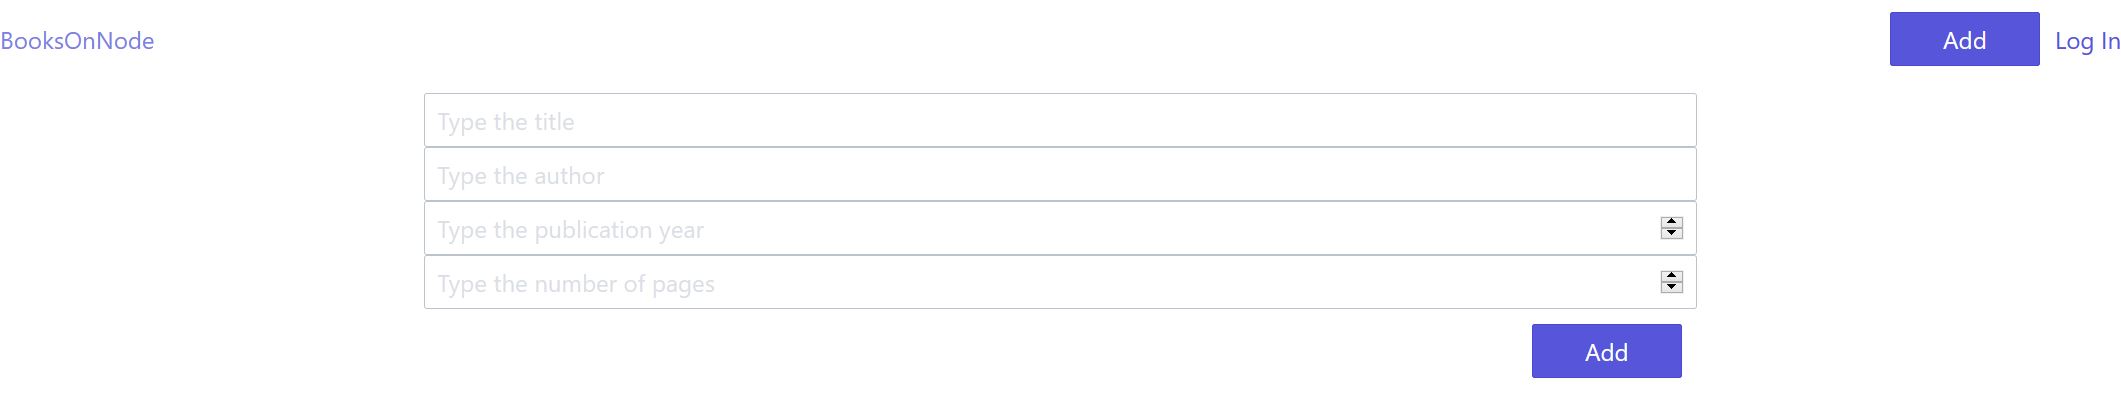 BooksOnNode Add Log In
Type the title
Type the author
Type the publication year
Type the number of pages
Add